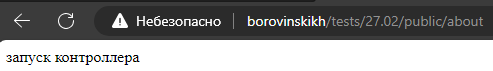 Небезопасно borovinskikh/tests/27.02/public/about
запуск контроллера